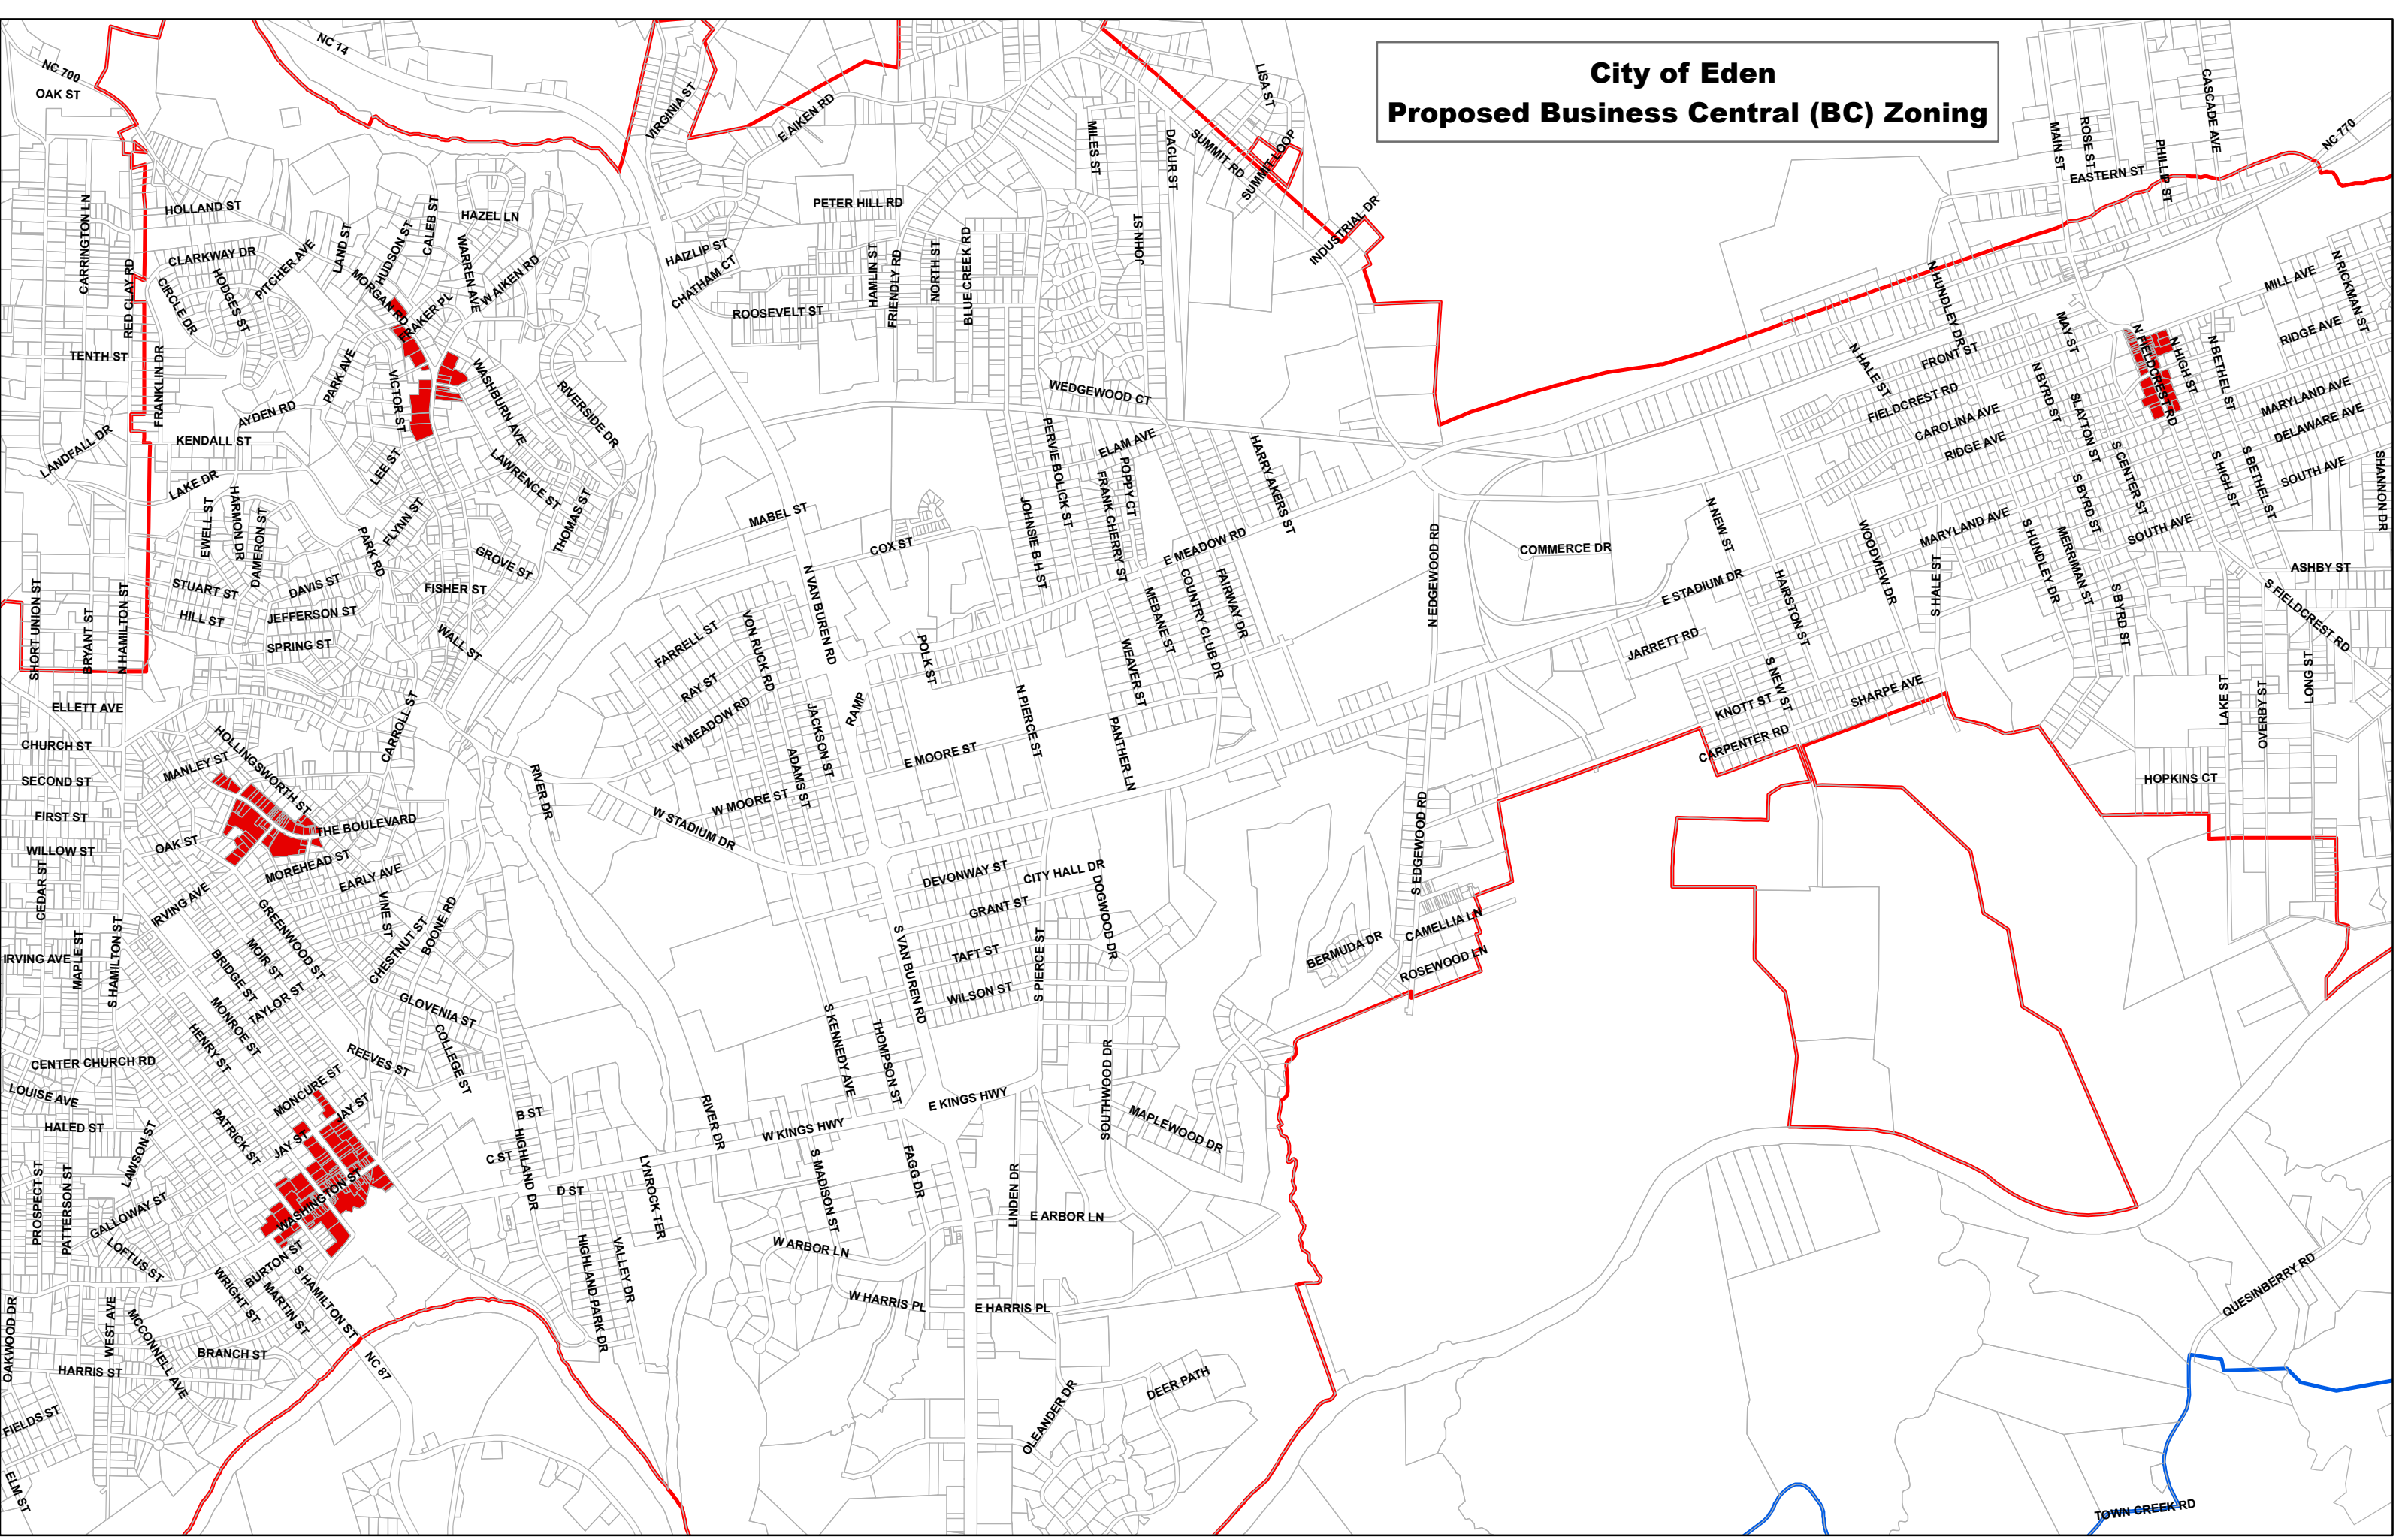 City of Eden
Proposed Business Central (BC) Zoning
NC 14
NC 700
OAK ST
VIRGINIA ST
E AIKEN RD
LISA ST
SUMMIT RD
SUMMIT LOOP
MILES ST
DACUR ST
JOHN ST
INDUSTRIAL DR
MAIN ST
ROSE ST
PHILLIP ST
CASCADE AVE
EASTERN ST
NC 770
CARRINGTON LN
HOLLAND ST
CLARKWAY DR
RED CLAY RD
CIRCLE DR
HODGES ST
PITCHER AVE
LAND ST
HUDSON ST
CALEB ST
HAZEL LN
WARREN AVE
W AIKEN RD
MORGAN RD
FRAKER PL
HAIZLIP ST
CHATHAM CT
PETER HILL RD
HAMLIN ST
FRIENDLY RD
NORTH ST
BLUE CREEK RD
ROOSEVELT ST
N HUNDLEY DR
MILL AVE
N RICKMAN ST
RIDGE AVE
TENTH ST
FRANKLIN DR
PARK AVE
VICTOR ST
WASHBURN AVE
RIVERSIDE DR
WEDGEWOOD CT
N HALE ST
FRONT ST
MAY ST
N FIELDCREST RD
N HIGH ST
N BETHEL ST
FIELDCREST RD
N BYRD ST
CAROLINA AVE
RIDGE AVE
SLAYTON ST
MARYLAND AVE
DELAWARE AVE
AYDEN RD
KENDALL ST
LANDFALL DR
LAKE DR
LEE ST
LAWRENCE ST
THOMAS ST
FLYNN ST
PERVIE BOLICK ST
ELAM AVE
POPPY CT
FRANK CHERRY ST
HARRY AKERS ST
JOHNSIE B H ST
S CENTER ST
S HIGH ST
S BETHEL ST
SOUTH AVE
SHANNON DR
EWELL ST
HARMON DR
DAMERON ST
PARK RD
GROVE ST
MABEL ST
COX ST
E MEADOW RD
N EDGEWOOD RD
COMMERCE DR
N NEW ST
S BYRD ST
MARYLAND AVE
WOODVIEW DR
S HUNDLEY DR
MERRIMAN ST
SOUTH AVE
ASHBY ST
SHORT UNION ST
BRYANT ST
N HAMILTON ST
STUART ST
HILL ST
DAVIS ST
JEFFERSON ST
SPRING ST
FISHER ST
WALL ST
N VAN BUREN RD
VON RUCK RD
FARRELL ST
RAY ST
W MEADOW RD
POLK ST
MEBANE ST
COUNTRY CLUB DR
FAIRWAY DR
WEAVER ST
E STADIUM DR
HAIRSTON ST
S HALE ST
JARRETT RD
S BYRD ST
S FIELDCREST RD
ELLETT AVE
CHURCH ST
SECOND ST
FIRST ST
WILLOW ST
HOLLINGSWORTH ST
MANLEY ST
CARROLL ST
JACKSON ST
RAMP
ADAMS ST
N PIERCE ST
E MOORE ST
PANTHER LN
S NEW ST
KNOTT ST
SHARPE AVE
CARPENTER RD
LAKE ST
OVERBY ST
LONG ST
HOPKINS CT
RIVER DR
W MOORE ST
W STADIUM DR
OAK ST
THE BOULEVARD
MOREHEAD ST
EARLY AVE
CEDAR ST
IRVING AVE
VINE ST
GREENWOOD ST
CHESTNUT ST
BOONE RD
DEVONWAY ST
CITY HALL DR
GRANT ST
DOGWOOD DR
TAFT ST
WILSON ST
S VAN BUREN RD
S PIERCE ST
S EDGEWOOD RD
CAMELLIA LN
BERMUDA DR
ROSEWOOD LN
IRVING AVE
MAPLE ST
S HAMILTON ST
MOIR ST
BRIDGE ST
TAYLOR ST
MONROE ST
HENRY ST
GLOVENIA ST
COLLEGE ST
REEVES ST
S KENNEDY AVE
THOMPSON ST
CENTER CHURCH RD
LOUISE AVE
HALED ST
MONCURE ST
JAY ST
JAY ST
PATRICK ST
B ST
HIGHLAND DR
C ST
D ST
RIVER DR
W KINGS HWY
E KINGS HWY
SOUTHWOOD DR
MAPLEWOOD DR
PROSPECT ST
PATTERSON ST
LAWSON ST
GALLOWAY ST
LOFTUS ST
WASHINGTON ST
BURTON ST
LYNROCK TER
S MADISON ST
FAGG DR
LINDEN DR
E ARBOR LN
W ARBOR LN
HIGHLAND PARK DR
VALLEY DR
WRIGHT ST
MARTIN ST
S HAMILTON ST
W HARRIS PL
E HARRIS PL
QUESINBERRY RD
OAKWOOD DR
WEST AVE
MCCONNELL AVE
BRANCH ST
HARRIS ST
NC 87
FIELDS ST
ELM ST
OLEANDER DR
DEER PATH
TOWN CREEK RD